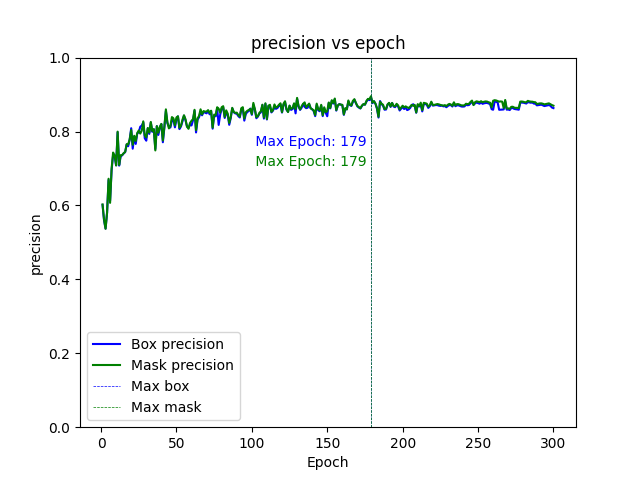 precision vs epoch
1.0
0.8
0.6
0.4
0.2
0.0
precision
Max Epoch: 179
Max Epoch: 179
Box precision
Mask precision
Max box
Max mask
0 50 100 150 200 250 300
Epoch